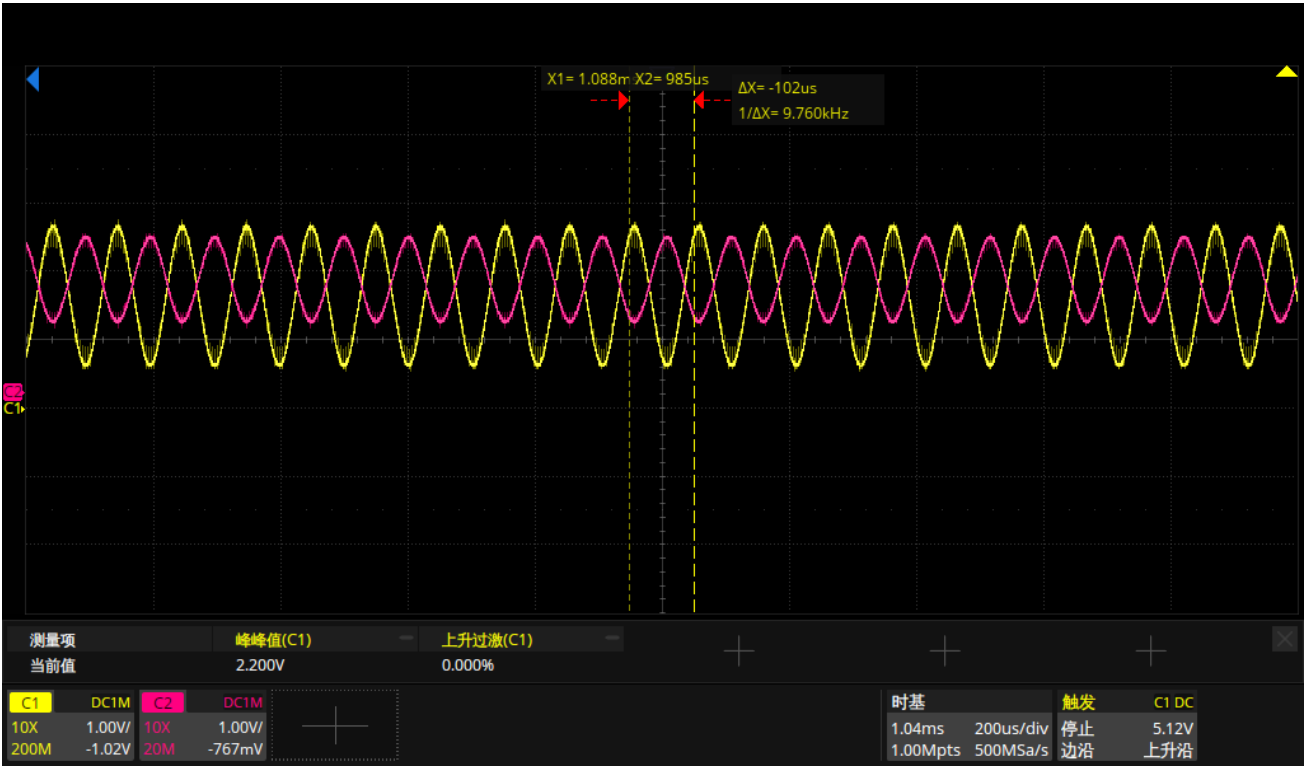 X1= 1.088m X2= 985us
ΔX= -102us
1/ΔX= 9.760kHz
C2
C1
测量项 峰峰值(C1) 上升过激(C1)
当前值 2.200V 0.000%
C1 DC1M C2 DC1M 时基 触发 C1 DC
10X 1.00V/ 10X 1.00V/ 1.04ms 200us/div 停止 5.12V
200M -1.02V 20M -767mV 1.00Mpts 500MSa/s 边沿 上升沿